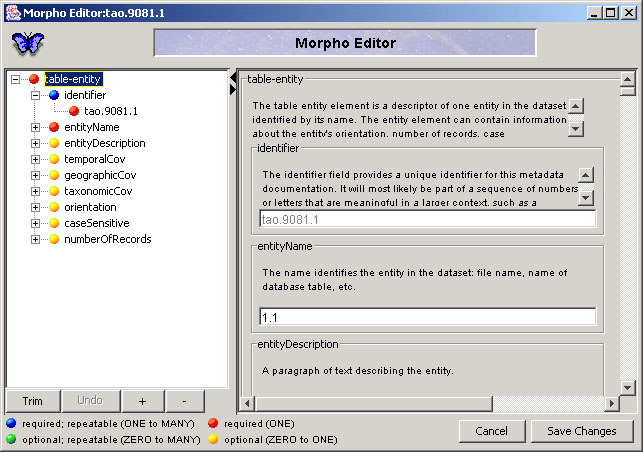 Morpho Editor:tao.9081.1
Morpho Editor
table-entity
identifier
tao.9081.1
entityName
entityDescription
temporalCov
geographicCov
taxonomicCov
orientation
caseSensitive
numberOfRecords
Trim
Undo
+
-
table-entity
The table entity element is a descriptor of one entity in the dataset
identified by its name. The entity element can contain information
about the entity's orientation, number of records, case
identifier
The identifier field provides a unique identifier for this metadata
documentation. It will most likely be part of a sequence of numbers
or letters that are meaningful in a larger context, such as a
tao.9081.1
entityName
The name identifies the entity in the dataset: file name, name of
database table, etc.
1.1
entityDescription
A paragraph of text describing the entity.
required; repeatable (ONE to MANY)
required (ONE)
optional; repeatable (ZERO to MANY)
optional (ZERO to ONE)
Cancel
Save Changes